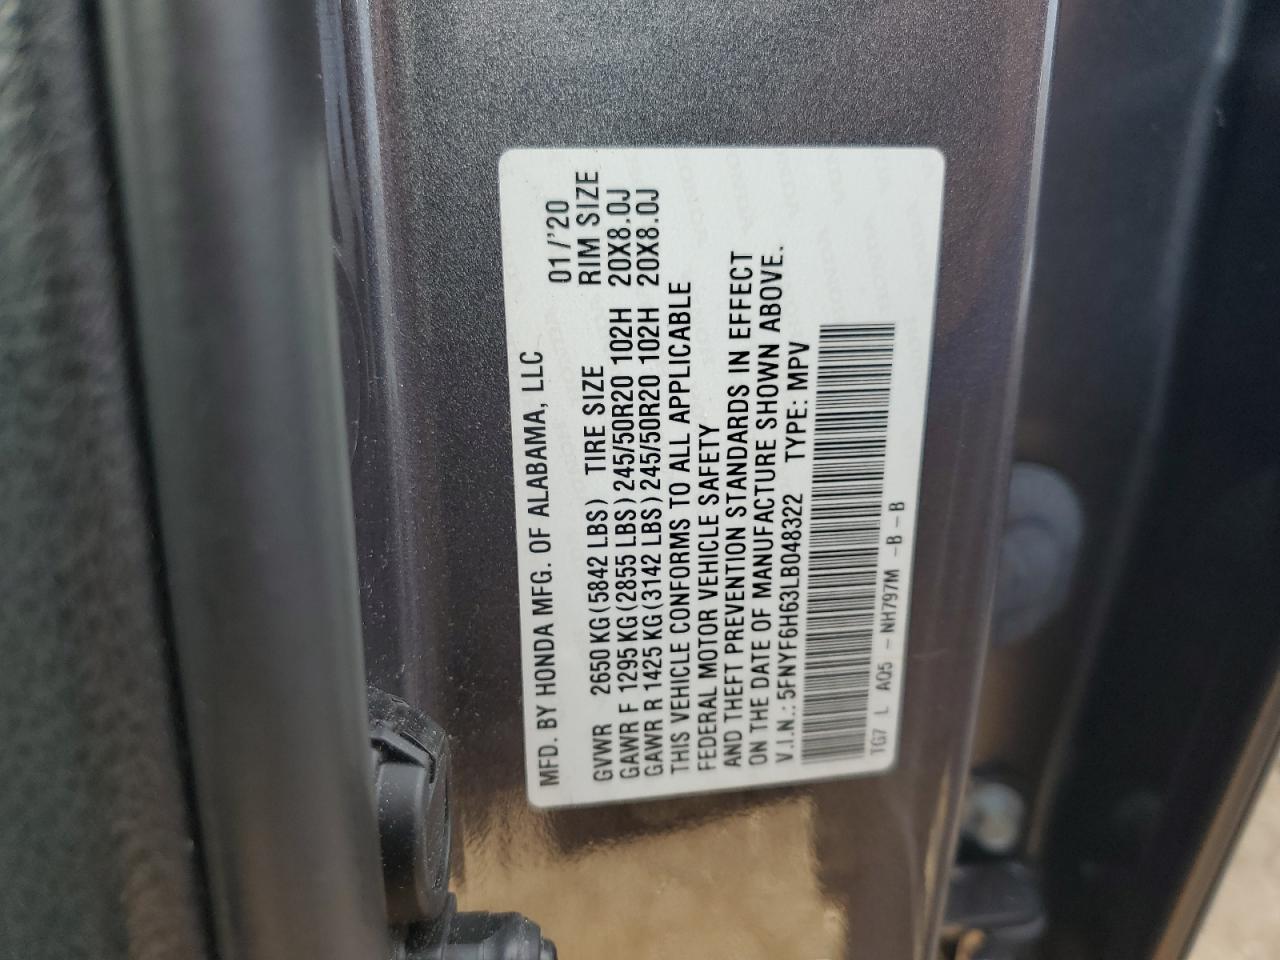 MFD. BY HONDA MFG. OF ALABAMA, LLC 01/'20
GVWR 2650 KG(5842 LBS) TIRE SIZE RIM SIZE
GAWR F 1295 KG(2855 LBS)245/50R20 102H 20X8.0J
GAWR R 1425 KG(3142 LBS)245/50R20 102H 20X8.0J
THIS VEHICLE CONFORMS TO ALL APPLICABLE
FEDERAL MOTOR VEHICLE SAFETY
AND THEFT PREVENTION STANDARDS IN EFFECT
ON THE DATE OF MANUFACTURE SHOWN ABOVE.
V.I.N.: 5FNYF6H63LB048322 TYPE: MPV
TG7 L AQ5 - NH797M -B-B